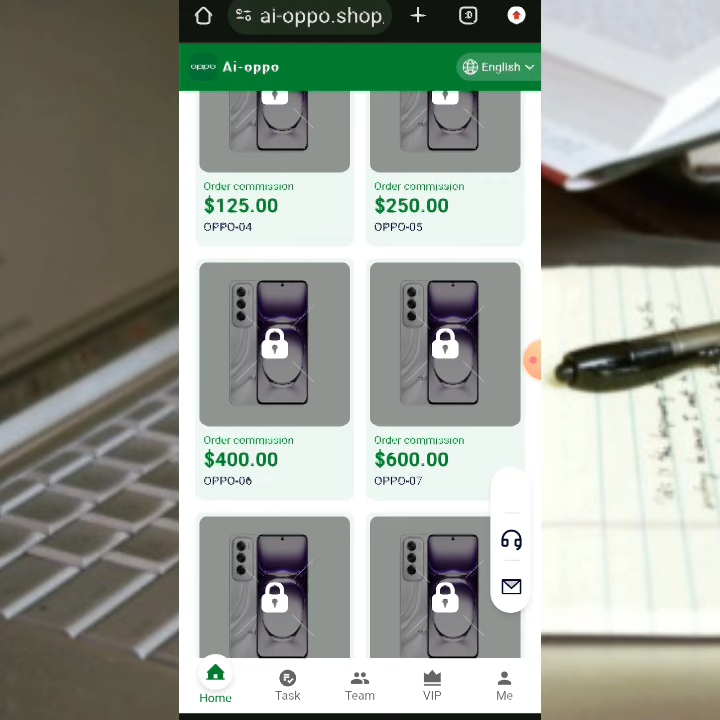 ai-oppo.shop
oppo Ai-oppo English
Order commission Order commission
$125.00 $250.00
OPPO-04 OPPO-05
Order commission Order commission
$400.00 $600.00
OPPO-06 OPPO-07
Home Task Team VIP Me